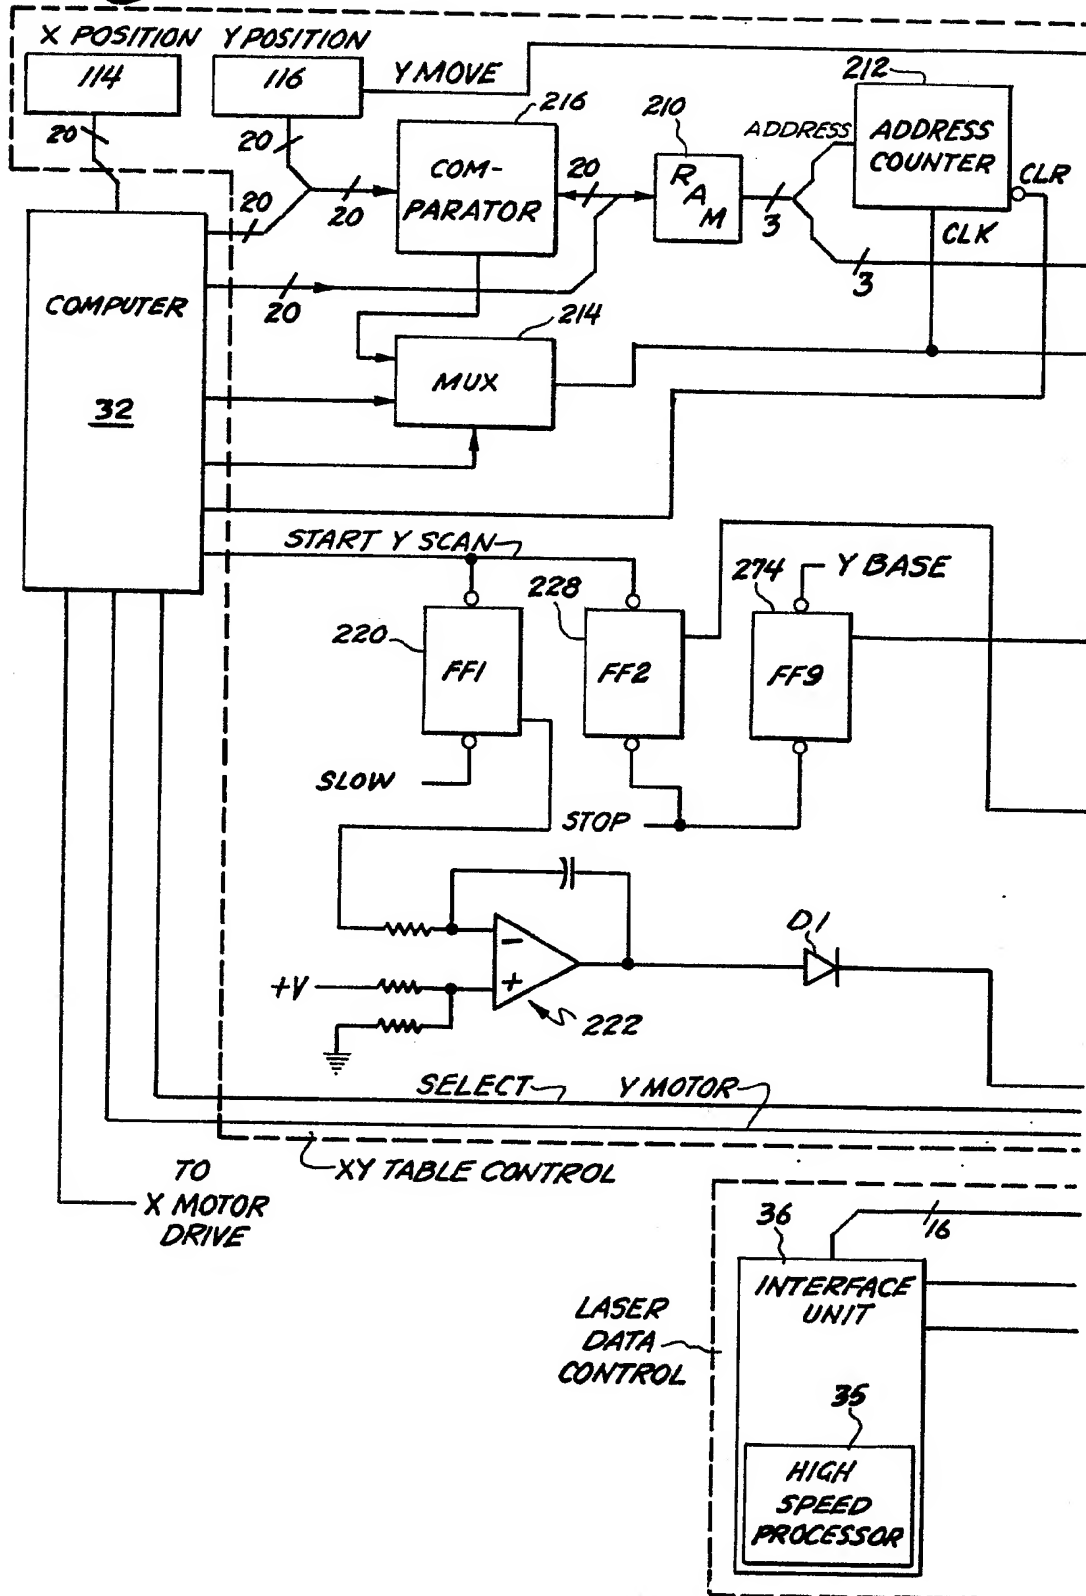 X POSITION Y POSITION
114
116
Y MOVE
216
210
212
20
20
ADDRESS
ADDRESS
COUNTER
COM-
PARATOR
20
RAM
3
CLR
20
20
CLK
3
20
COMPUTER
32
214
MUX
START Y SCAN
228
274
Y BASE
220
FF1
FF2
FF9
SLOW
STOP
D1
-
+V
+
222
SELECT
Y MOTOR
XY TABLE CONTROL
TO
X MOTOR
DRIVE
36
16
INTERFACE
UNIT
LASER
DATA
CONTROL
35
HIGH
SPEED
PROCESSOR